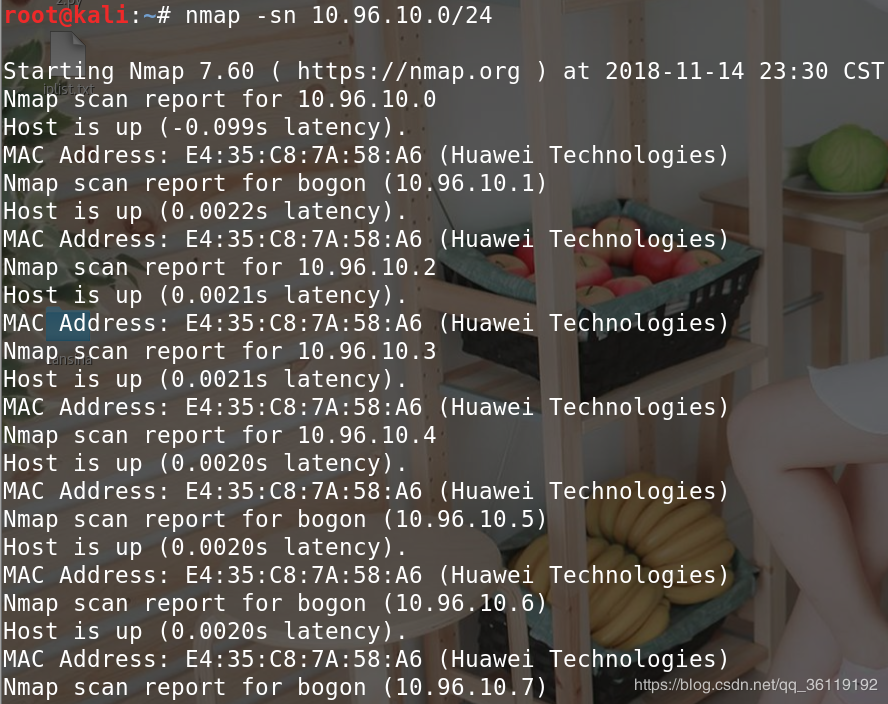 2.py
root@kali:~# nmap -sn 10.96.10.0/24
Starting Nmap 7.60 ( https://nmap.org ) at 2018-11-14 23:30 CST
iplist.txt
Nmap scan report for 10.96.10.0
Host is up (-0.099s latency).
MAC Address: E4:35:C8:7A:58:A6 (Huawei Technologies)
Nmap scan report for bogon (10.96.10.1)
Host is up (0.0022s latency).
MAC Address: E4:35:C8:7A:58:A6 (Huawei Technologies)
Nmap scan report for 10.96.10.2
Host is up (0.0021s latency).
MAC Address: E4:35:C8:7A:58:A6 (Huawei Technologies)
Nmap scan report for 10.96.10.3
Host is up (0.0021s latency).
MAC Address: E4:35:C8:7A:58:A6 (Huawei Technologies)
Nmap scan report for 10.96.10.4
Host is up (0.0020s latency).
MAC Address: E4:35:C8:7A:58:A6 (Huawei Technologies)
Nmap scan report for bogon (10.96.10.5)
Host is up (0.0020s latency).
MAC Address: E4:35:C8:7A:58:A6 (Huawei Technologies)
Nmap scan report for bogon (10.96.10.6)
Host is up (0.0020s latency).
MAC Address: E4:35:C8:7A:58:A6 (Huawei Technologies)
Nmap scan report for bogon (10.96.10.7)
https://blog.csdn.net/qq_36119192